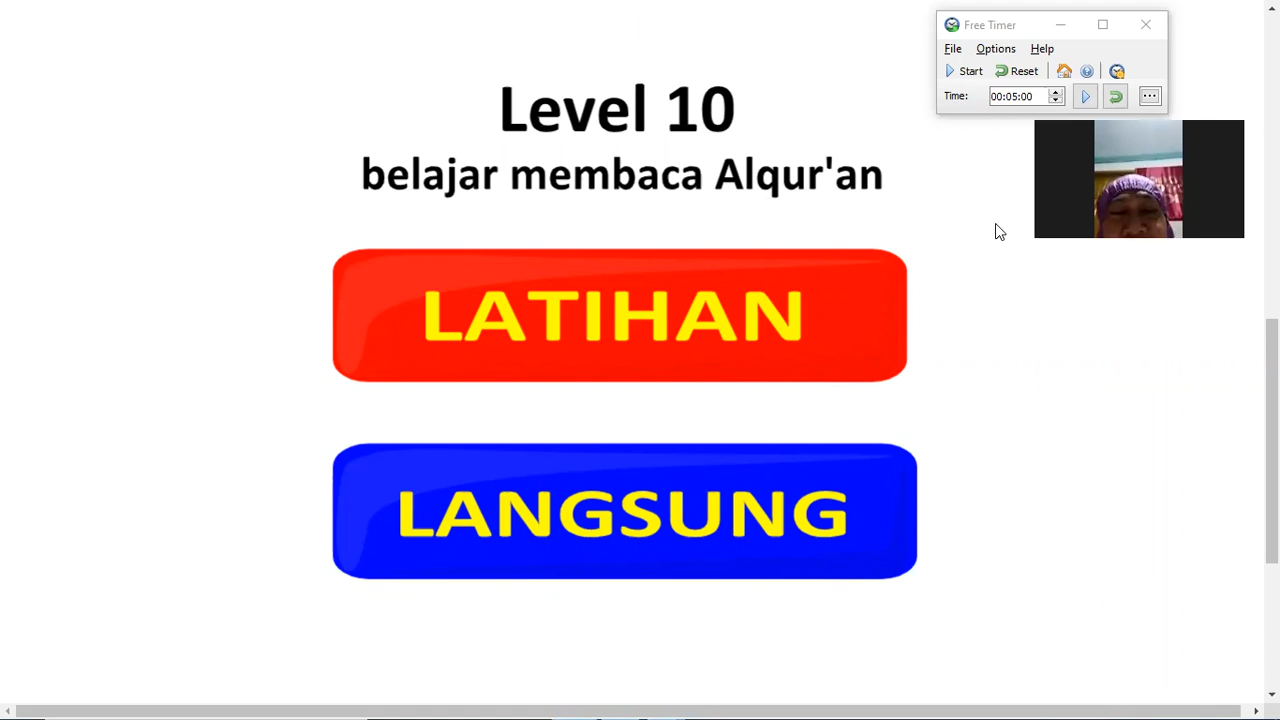 Free Timer
File Options Help
Start Reset
Time: 00:05:00 ...
Level 10
belajar membaca Alqur'an
LATIHAN
LANGSUNG